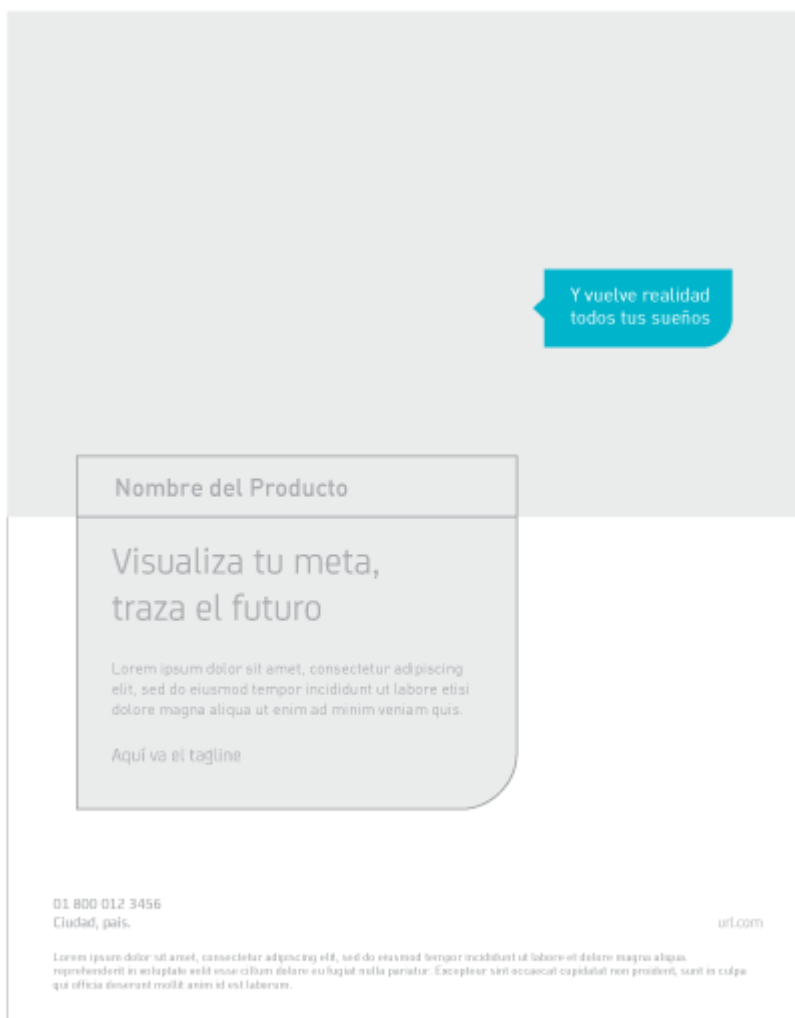 Y vuelve realidad
todos tus sueños
Nombre del Producto
Visualiza tu meta,
traza el futuro
Lorem ipsum dolor sit amet, consectetur adipiscing
elit, sed do eiusmod tempor incididunt ut labore etisi
dolore magna aliqua ut enim ad minim veniam quis.
Aquí va el tagline
01 800 012 3456
Ciudad, pais.
url.com
Lorem ipsum dolor sit amet, consectetur adipiscing elit, sed do eiusmod tempor incididunt ut labore et dolore magna aliqua.
reprehenderit in voluptate velit esse cillum dolore eu fugiat nulla pariatur. Excepteur sint occaecat cupidatat non proident, sunt in culpa
qui officia deserunt mollit anim id est laborum.